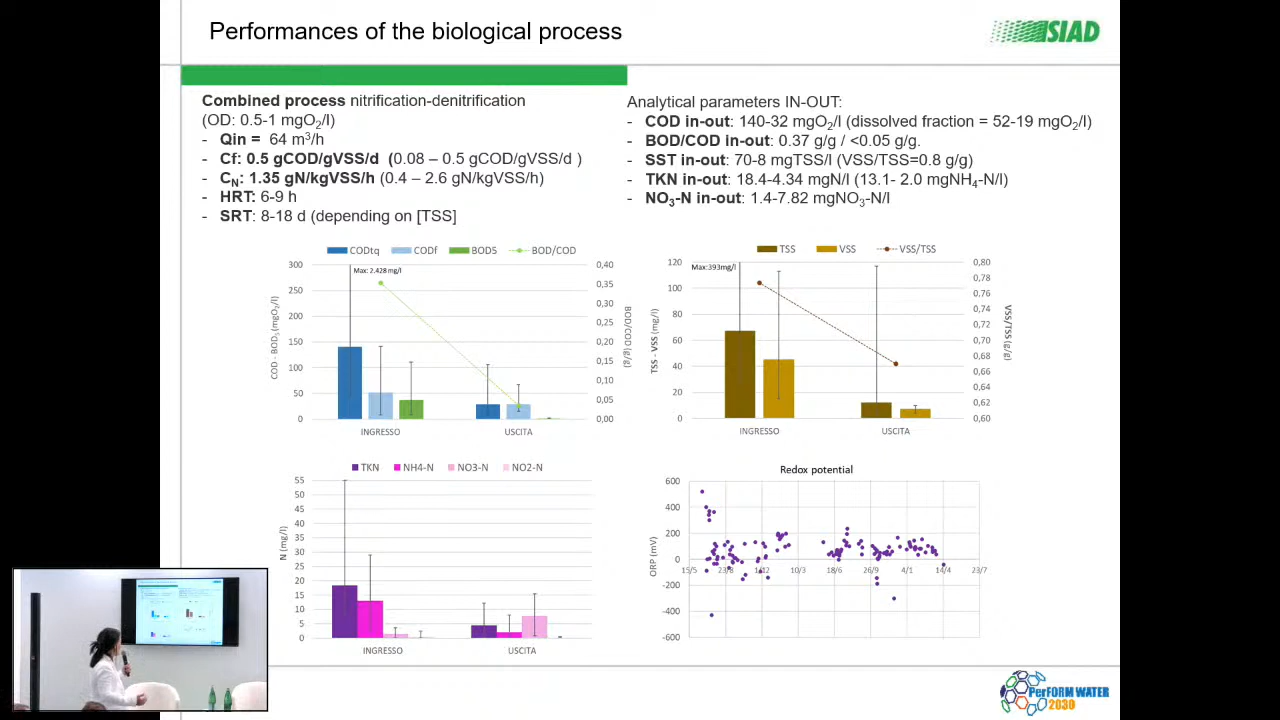 Performances of the biological process
SIAD
Combined process nitrification-denitrification
(OD: 0.5-1 mgO2/l)
- Qin = 64 m3/h
- Cf: 0.5 gCOD/gVSS/d (0.08 – 0.5 gCOD/gVSS/d )
- CN: 1.35 gN/kgVSS/h (0.4 – 2.6 gN/kgVSS/h)
- HRT: 6-9 h
- SRT: 8-18 d (depending on [TSS]
Analytical parameters IN-OUT:
- COD in-out: 140-32 mgO2/l (dissolved fraction = 52-19 mgO2/l)
- BOD/COD in-out: 0.37 g/g / <0.05 g/g.
- SST in-out: 70-8 mgTSS/l (VSS/TSS=0.8 g/g)
- TKN in-out: 18.4-4.34 mgN/l (13.1- 2.0 mgNH4-N/l)
- NO3-N in-out: 1.4-7.82 mgNO3-N/l
CODtq CODf BOD5 BOD/COD
Max: 2.428 mg/l
COD - BOD5 (mgO2/l)
300
250
200
150
100
50
0
0,40
0,35
0,30
0,25
0,20
0,15
0,10
0,05
0,00
BOD/COD (g/g)
INGRESSO USCITA
TSS VSS VSS/TSS
Max:393mg/l
TSS - VSS (mg/l)
120
100
80
60
40
20
0
0,80
0,78
0,76
0,74
0,72
0,70
0,68
0,66
0,64
0,62
0,60
VSS/TSS (g/g)
INGRESSO USCITA
TKN NH4-N NO3-N NO2-N
N (mg/l)
55
50
45
40
35
30
25
20
15
10
5
0
INGRESSO USCITA
Redox potential
ORP (mV)
600
400
200
0
-200
-400
-600
15/5 23/8 1/12 10/3 18/6 26/9 4/1 14/4 23/7
PerFORM WATER
2030